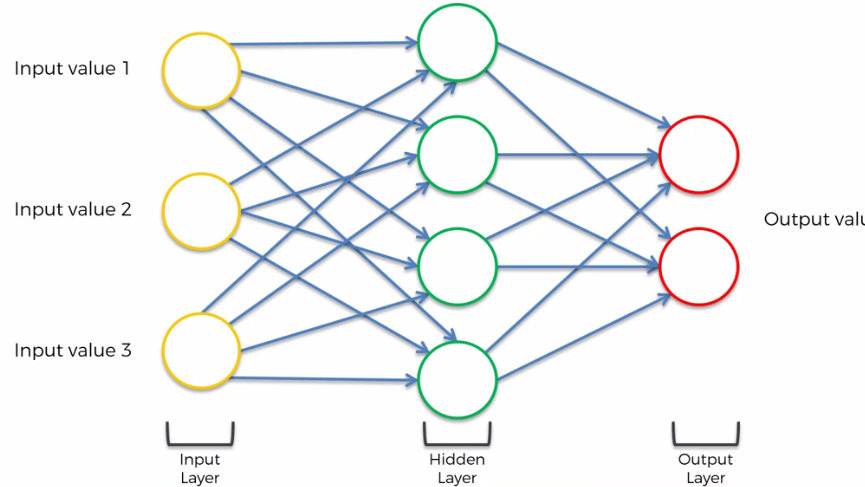 Input value 1
Input value 2
Output valu
Input value 3
Input
Layer
Hidden
Layer
Output
Layer